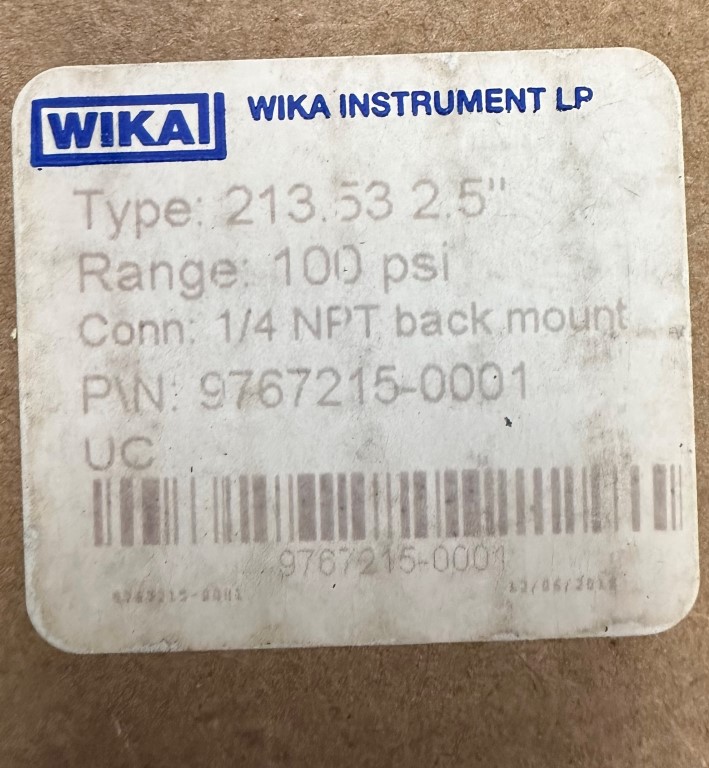 WIKA WIKA INSTRUMENT LP
Type: 213.53 2.5"
Range: 100 psi
Conn: 1/4 NPT back mount
P\N: 9767215-0001
UC
9767215-0001